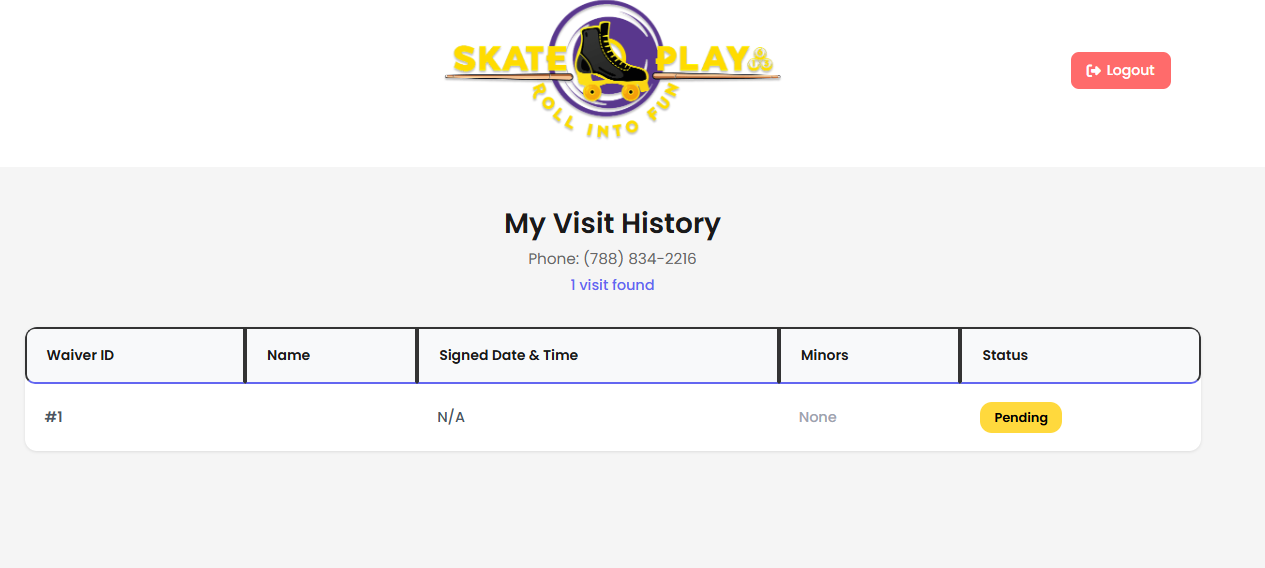 SKATE PLAY
ROLL INTO FUN
Logout
My Visit History
Phone: (788) 834-2216
1 visit found
Waiver ID Name Signed Date & Time Minors Status
#1 N/A None Pending